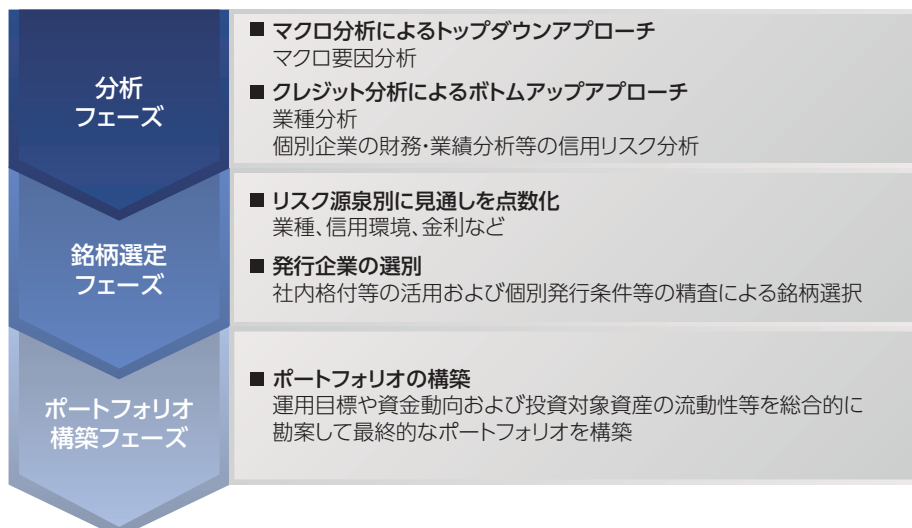 分析
フェーズ
■ マクロ分析によるトップダウンアプローチ
マクロ要因分析
■ クレジット分析によるボトムアップアプローチ
業種分析
個別企業の財務・業績分析等の信用リスク分析
銘柄選定
フェーズ
■ リスク源泉別に見通しを点数化
業種、信用環境、金利など
■ 発行企業の選別
社内格付等の活用および個別発行条件等の精査による銘柄選択
ポートフォリオ
構築フェーズ
■ ポートフォリオの構築
運用目標や資金動向および投資対象資産の流動性等を総合的に
勘案して最終的なポートフォリオを構築